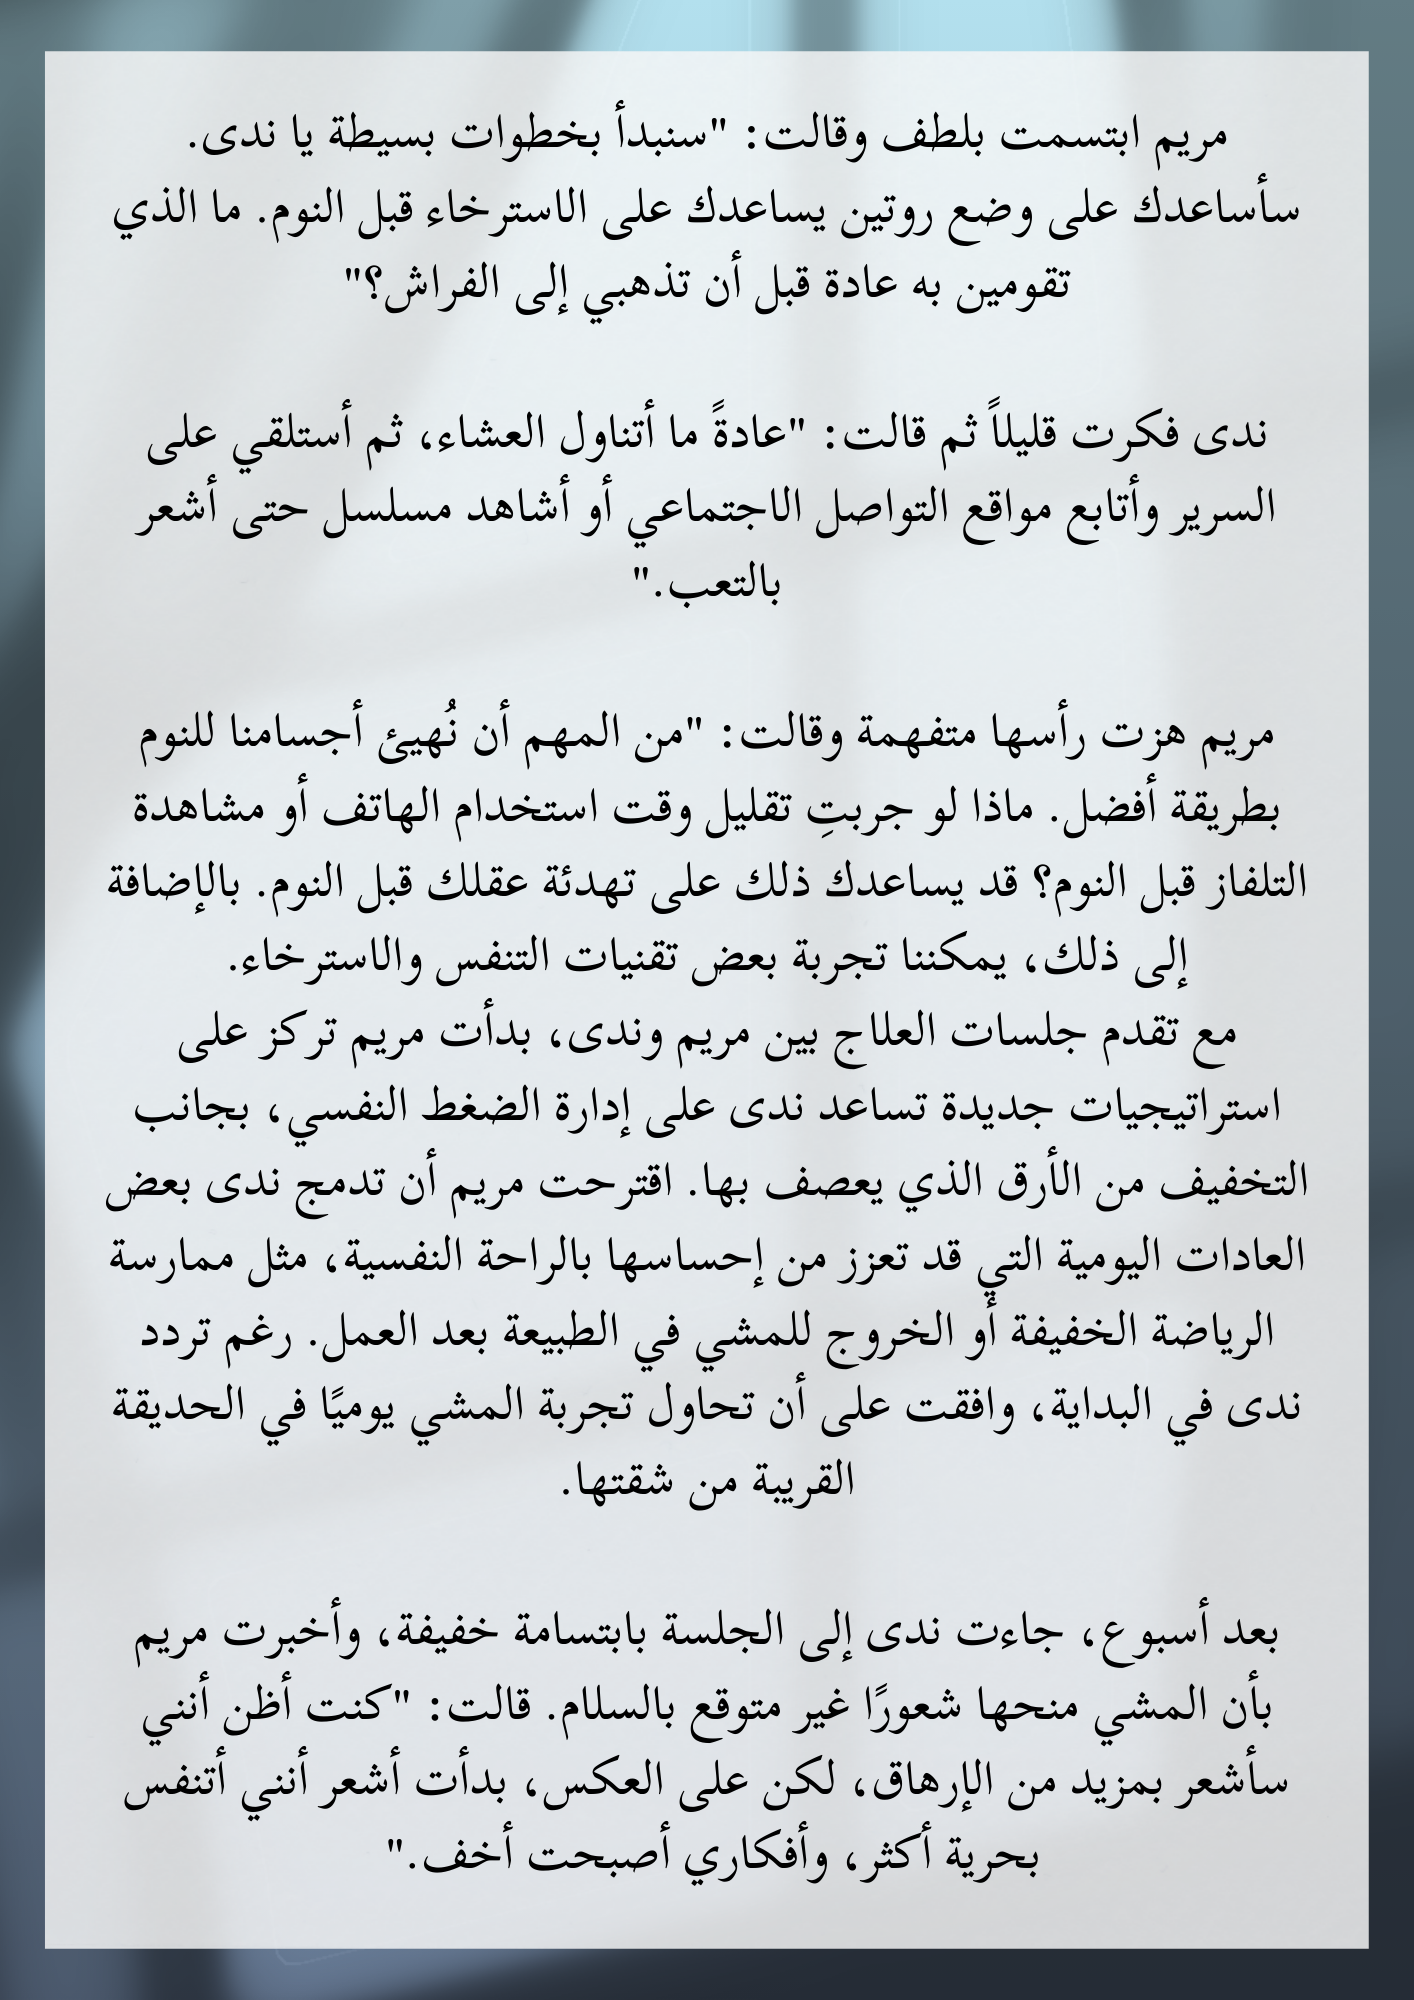 مريم ابتسمت بلطف وقالت: "سنبدأ بخطوات بسيطة يا ندى.
سأساعدك على وضع روتين يساعدك على الاسترخاء قبل النوم. ما الذي
تقومين به عادة قبل أن تذهبي إلى الفراش؟"
ندى فكرت قليلاً ثم قالت: "عادةً ما أتناول العشاء، ثم أستلقي على
السرير وأتابع مواقع التواصل الاجتماعي أو أشاهد مسلسل حتى أشعر
بالتعب."
مريم هزت رأسها متفهمة وقالت: "من المهم أن نُهيئ أجسامنا للنوم
بطريقة أفضل. ماذا لو جربتِ تقليل وقت استخدام الهاتف أو مشاهدة
التلفاز قبل النوم؟ قد يساعدك ذلك على تهدئة عقلك قبل النوم. بالإضافة
إلى ذلك، يمكننا تجربة بعض تقنيات التنفس والاسترخاء.
مع تقدم جلسات العلاج بين مريم وندى، بدأت مريم تركز على
استراتيجيات جديدة تساعد ندى على إدارة الضغط النفسي، بجانب
التخفيف من الأرق الذي يعصف بها. اقترحت مريم أن تدمج ندى بعض
العادات اليومية التي قد تعزز من إحساسها بالراحة النفسية، مثل ممارسة
الرياضة الخفيفة أو الخروج للمشي في الطبيعة بعد العمل. رغم تردد
ندى في البداية، وافقت على أن تحاول تجربة المشي يوميًا في الحديقة
القريبة من شقتها.
بعد أسبوع، جاءت ندى إلى الجلسة بابتسامة خفيفة، وأخبرت مريم
بأن المشي منحها شعورًا غير متوقع بالسلام. قالت: "كنت أظن أنني
سأشعر بمزيد من الإرهاق، لكن على العكس، بدأت أشعر أنني أتنفس
بحرية أكثر، وأفكاري أصبحت أخف."